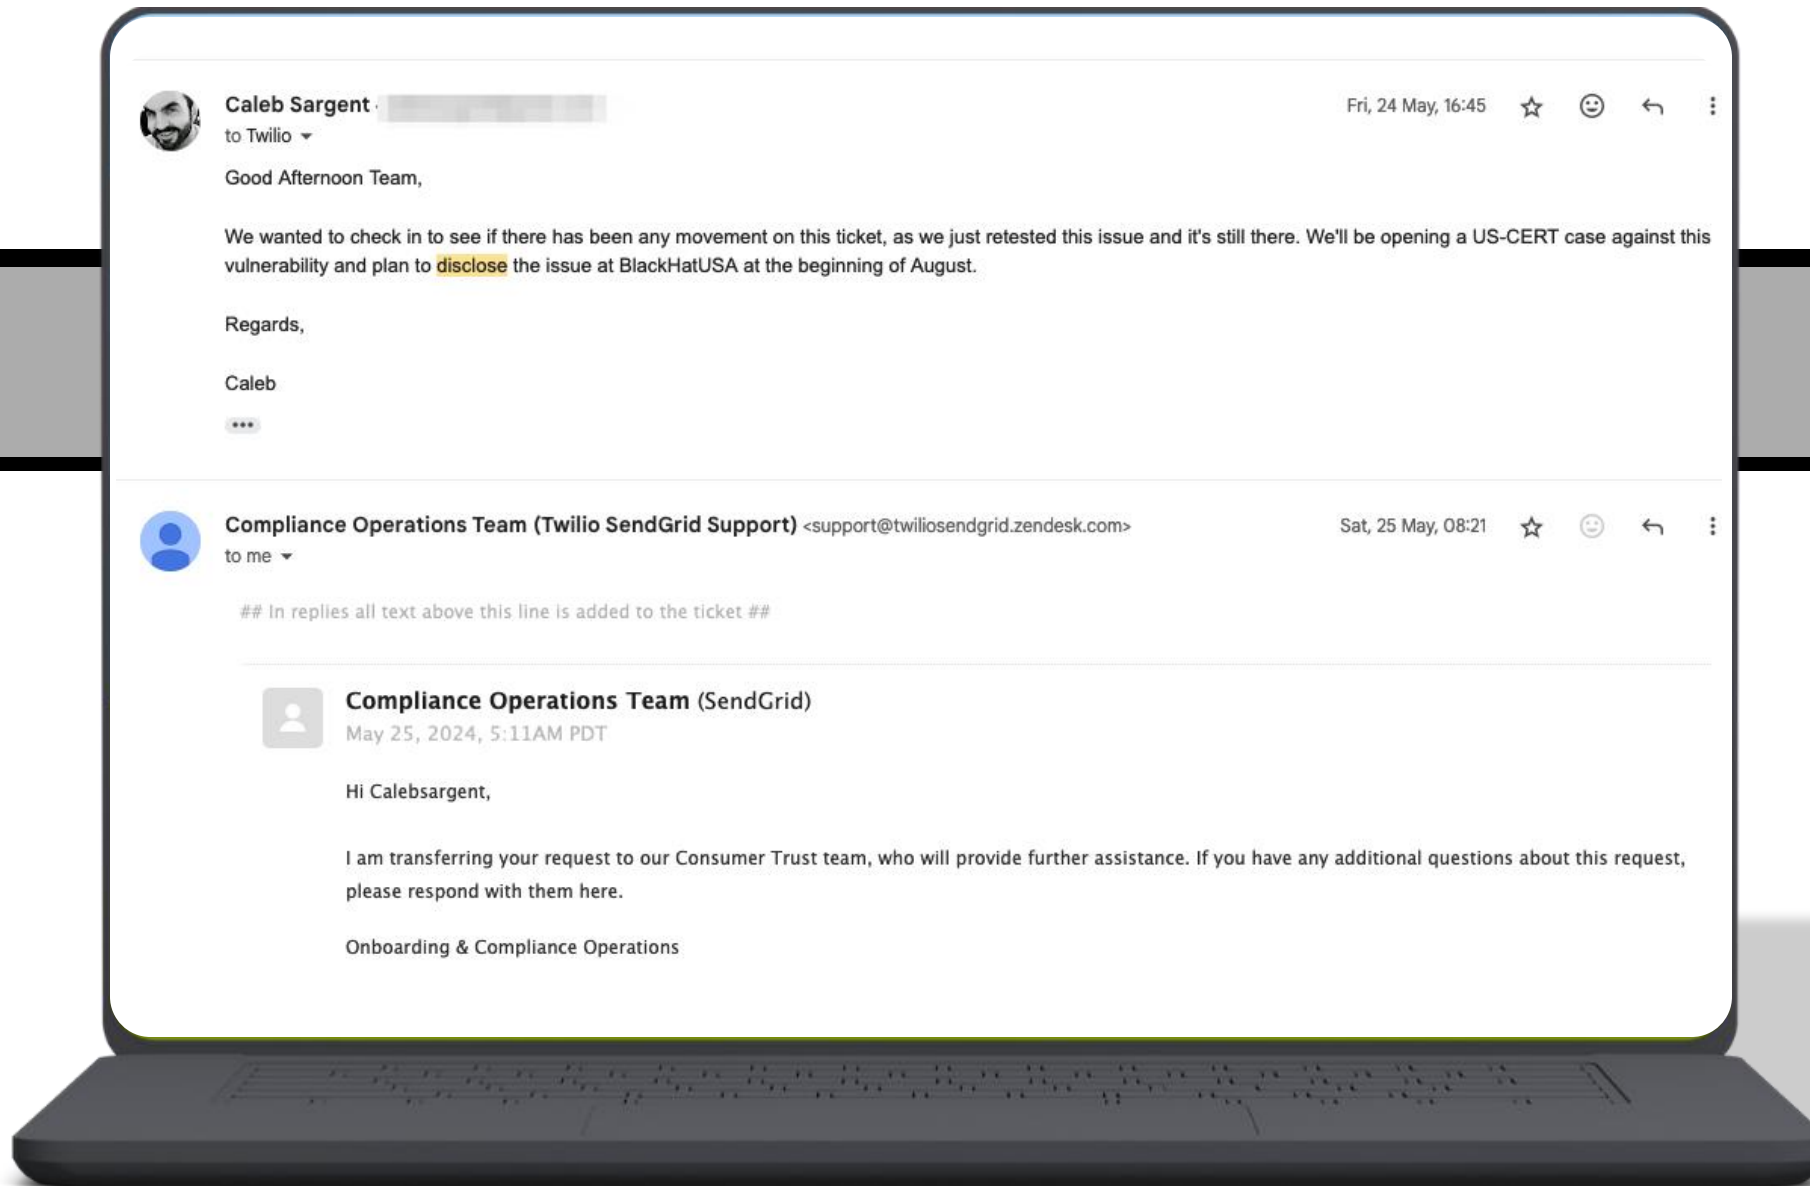 Caleb Sargent
Fri, 24 May, 16:45
to Twilio
Good Afternoon Team,
We wanted to check in to see if there has been any movement on this ticket, as we just retested this issue and it's still there. We'll be opening a US-CERT case against this
vulnerability and plan to disclose the issue at BlackHatUSA at the beginning of August.
Regards,
Caleb
Compliance Operations Team (Twilio SendGrid Support) <support@twiliosendgrid.zendesk.com>
Sat, 25 May, 08:21
to me
## In replies all text above this line is added to the ticket ##
Compliance Operations Team (SendGrid)
May 25, 2024, 5:11AM PDT
Hi Calebsargent,
I am transferring your request to our Consumer Trust team, who will provide further assistance. If you have any additional questions about this request,
please respond with them here.
Onboarding & Compliance Operations